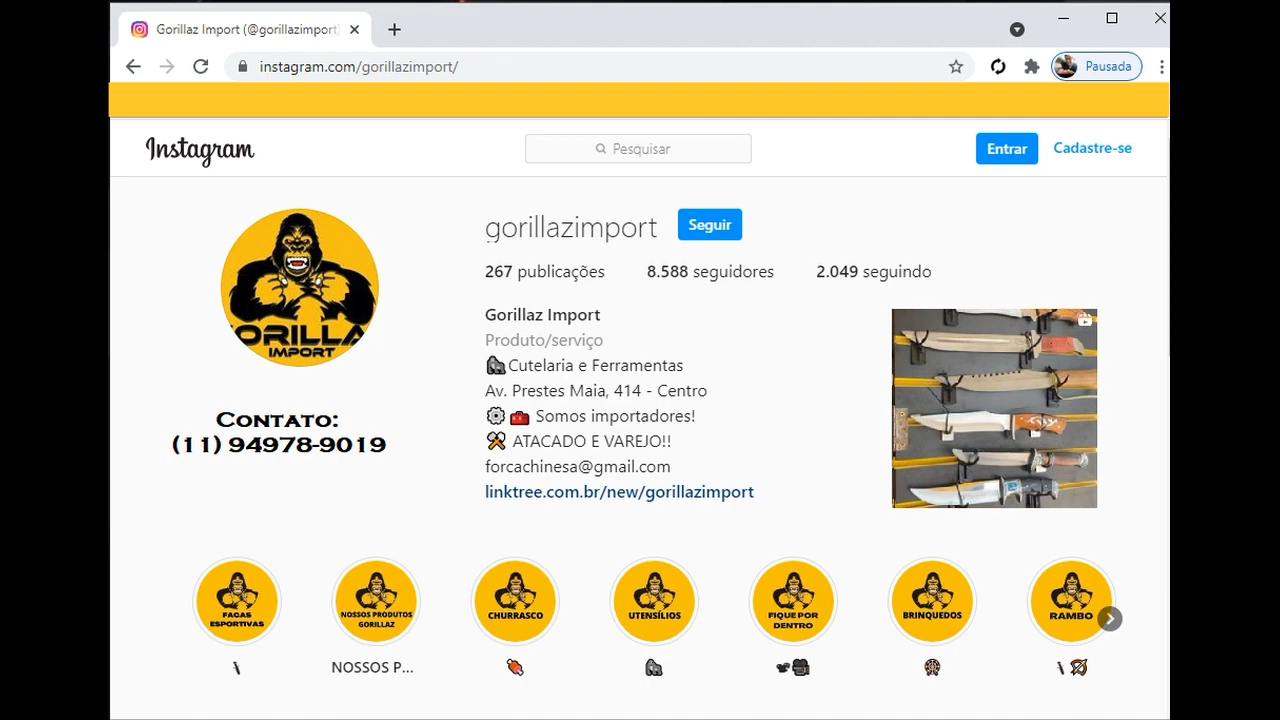 Gorillaz Import (@gorillazimport)
instagram.com/gorillazimport/
Pausada
Instagram
Pesquisar
Entrar
Cadastre-se
gorillazimport
Seguir
267 publicações 8.588 seguidores 2.049 seguindo
Gorillaz Import
Produto/serviço
Cutelaria e Ferramentas
Av. Prestes Maia, 414 - Centro
Somos importadores!
ATACADO E VAREJO!!
forcachinesa@gmail.com
linktree.com.br/new/gorillazimport
GORILLA
IMPORT
CONTATO:
(11) 94978-9019
FACAS
ESPORTIVAS
NOSSOS PRODUTOS
GORILLAZ
CHURRASCO
UTENSÍLIOS
FIQUE POR
DENTRO
BRINQUEDOS
RAMBO
NOSSOS P...